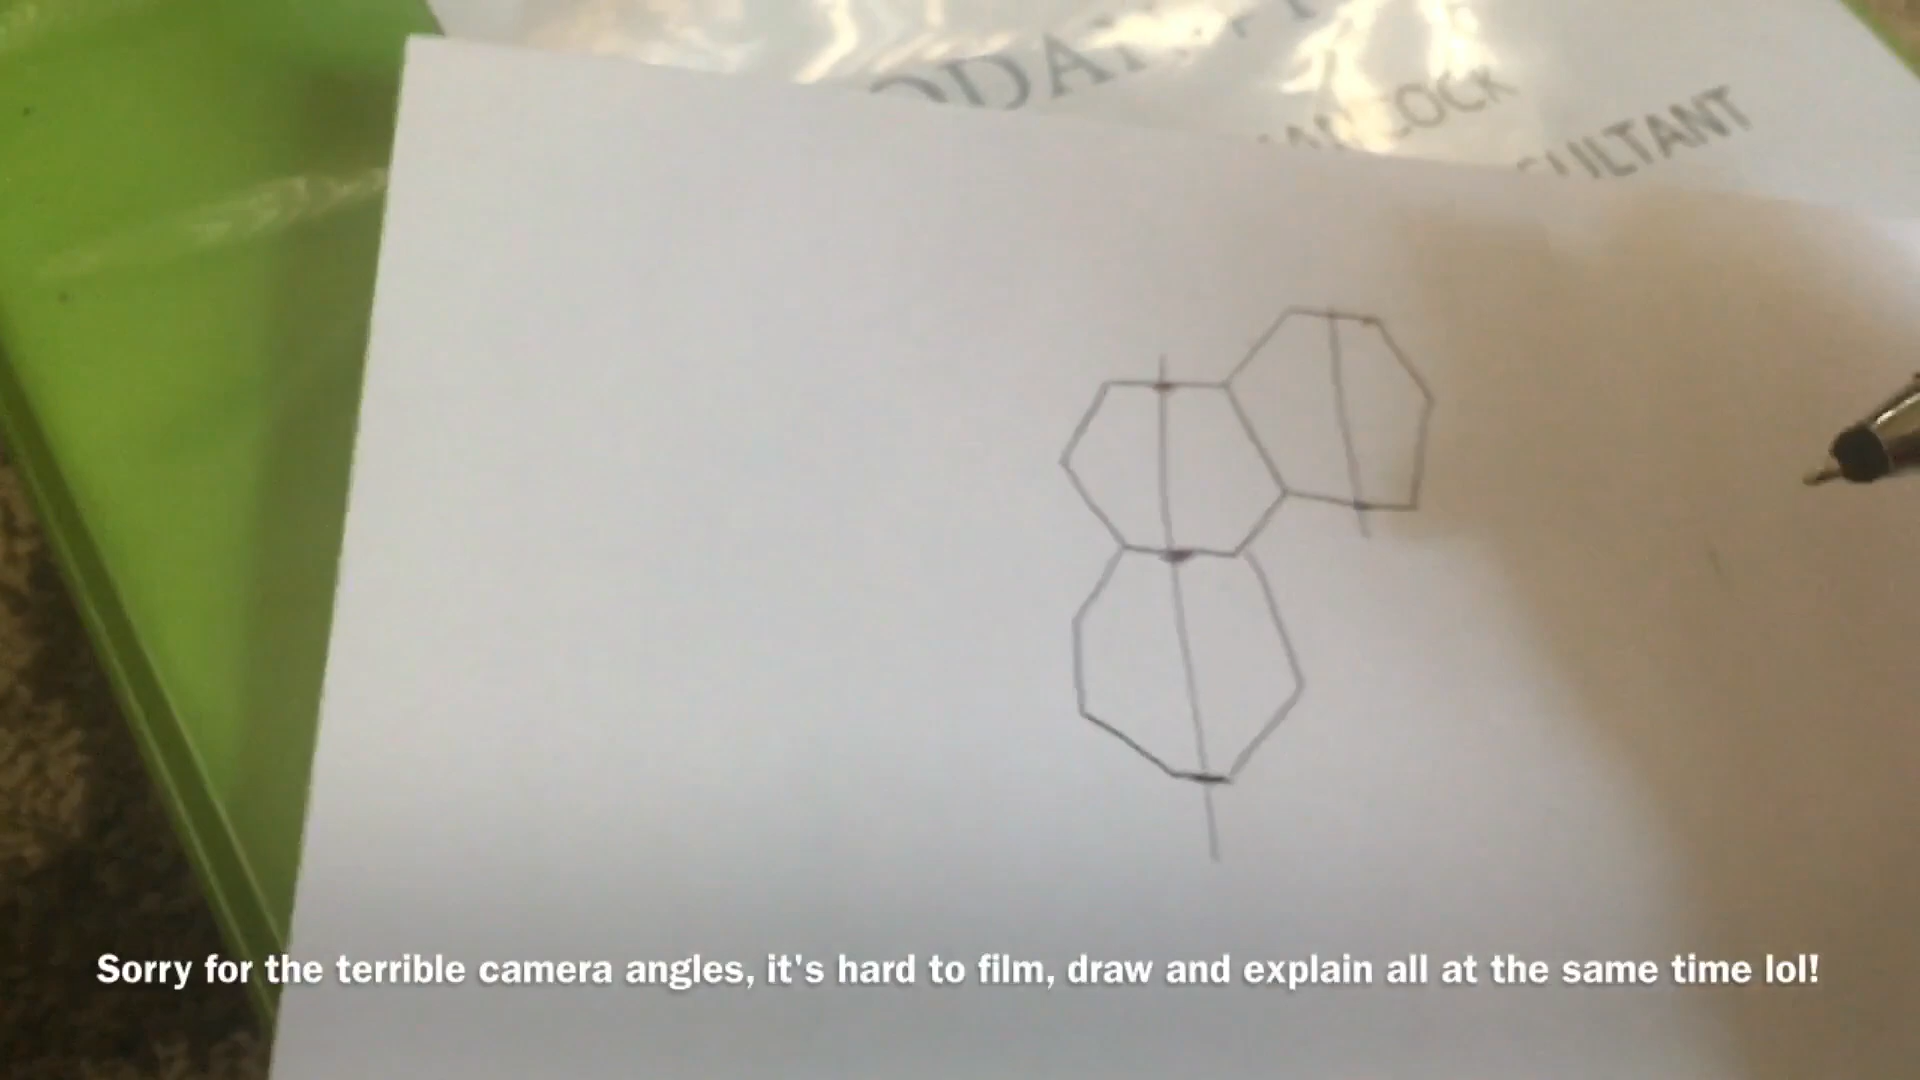 COCK
Sorry for the terrible camera angles, it's hard to film, draw and explain all at the same time lol!